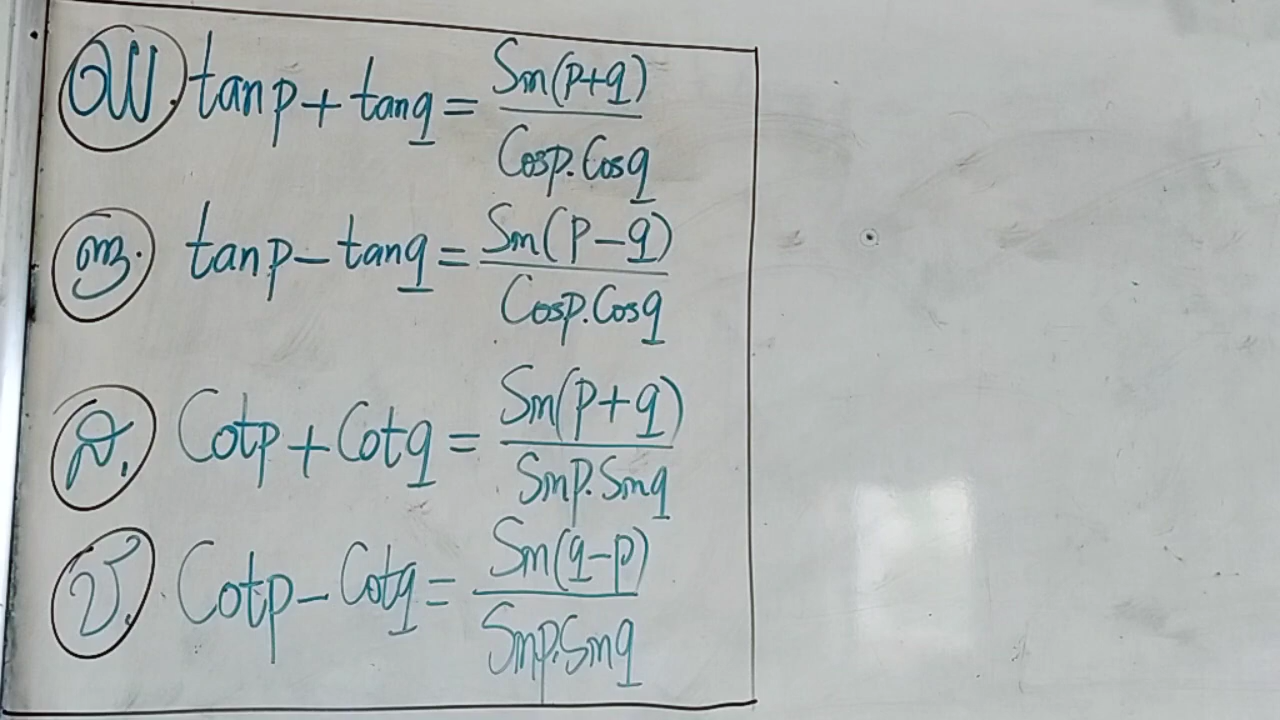 tanp + tanq = Sin(p+q) / Cosp.Cosq
tanp − tanq = Sin(p−q) / Cosp.Cosq
Cotp + Cotq = Sin(p+q) / Sinp.Sinq
Cotp − Cotq = Sin(q−p) / Sinp.Sinq